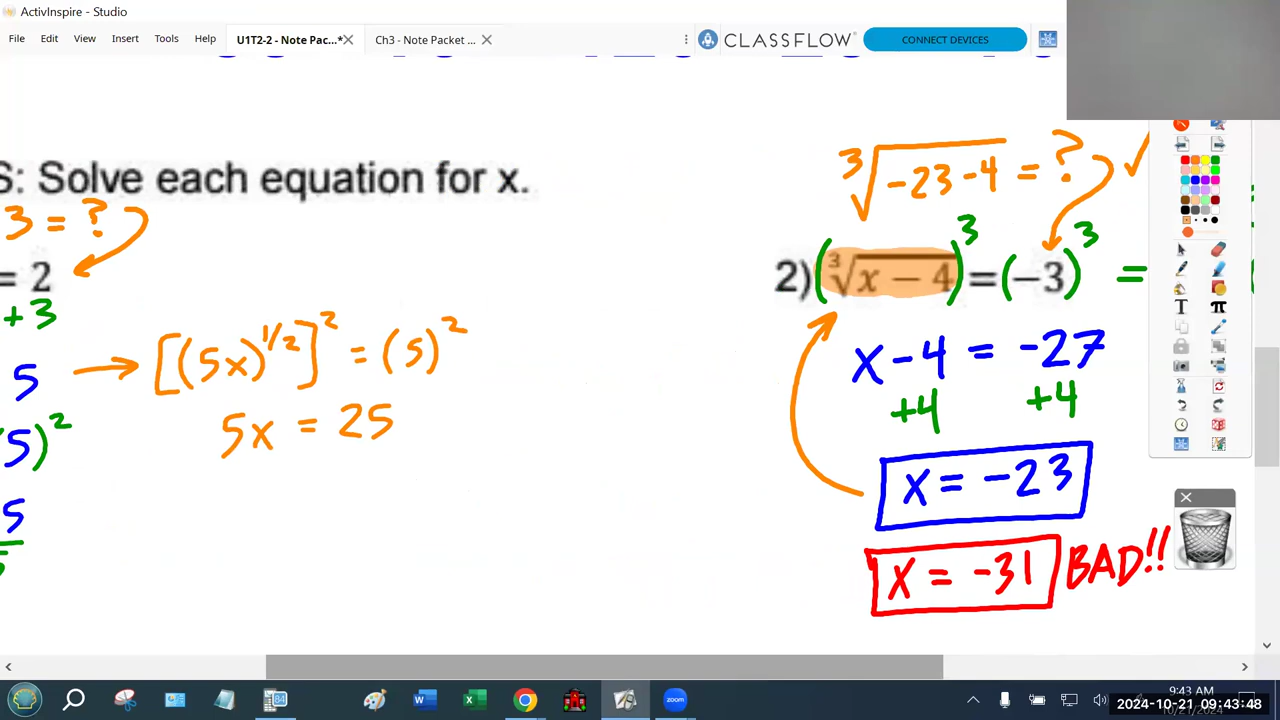 ActivInspire - Studio
File Edit View Insert Tools Help
U1T2-2 - Note Pac...*
Ch3 - Note Packet ...
CLASSFLOW
CONNECT DEVICES
S: Solve each equation for x.
3 = ?
= 2
+3
5
5)²
5
[(5x)^1/2]² = (5)²
5x = 25
∛-23-4 = ?
2) (∛x − 4)³ = (−3)³ =
x-4 = -27
+4 +4
x = -23
x = -31 BAD!!
9:43 AM
2024-10-21 09:43:48